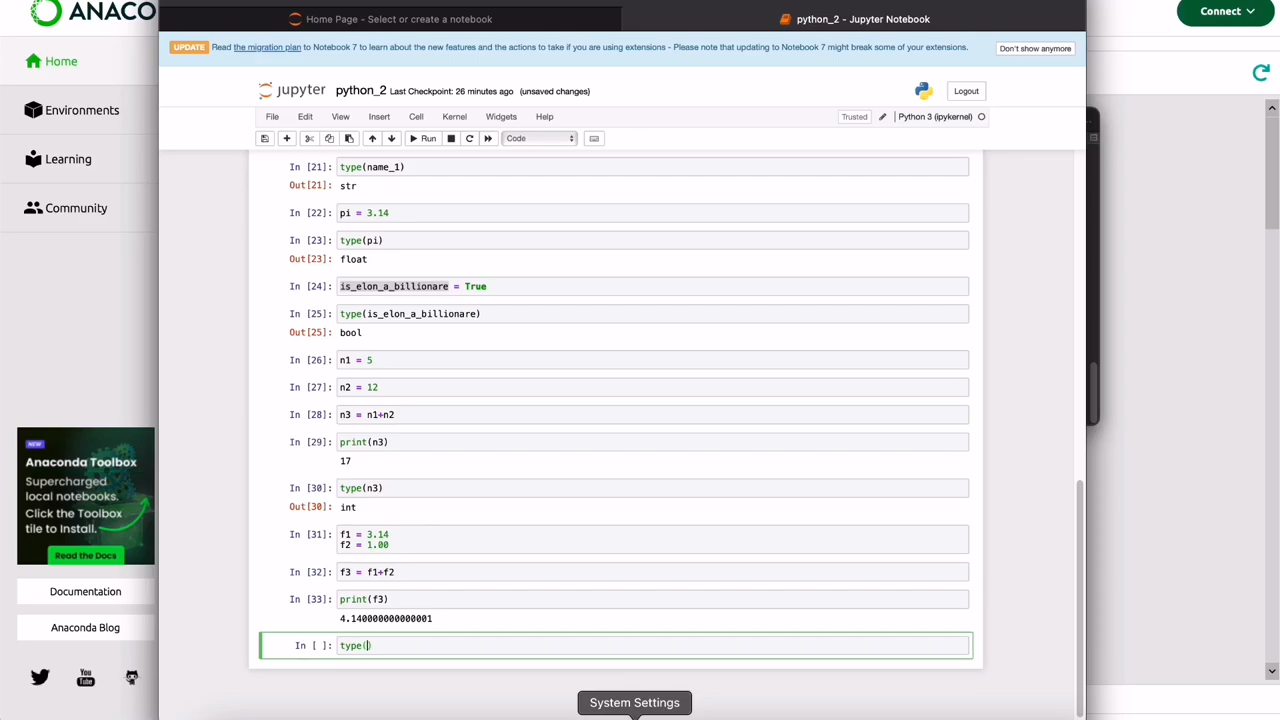 ANACO
Home Page - Select or create a notebook
python_2 - Jupyter Notebook
Connect
UPDATE Read the migration plan to Notebook 7 to learn about the new features and the actions to take if you are using extensions - Please note that updating to Notebook 7 might break some of your extensions.
Don't show anymore
Home
Environments
Learning
Community
jupyter python_2 Last Checkpoint: 26 minutes ago (unsaved changes)
Logout
File Edit View Insert Cell Kernel Widgets Help
Trusted
Python 3 (ipykernel)
Run
Code
In [21]: type(name_1)
Out[21]: str
In [22]: pi = 3.14
In [23]: type(pi)
Out[23]: float
In [24]: is_elon_a_billionare = True
In [25]: type(is_elon_a_billionare)
Out[25]: bool
In [26]: n1 = 5
In [27]: n2 = 12
In [28]: n3 = n1+n2
In [29]: print(n3)
17
In [30]: type(n3)
Out[30]: int
In [31]: f1 = 3.14
f2 = 1.00
In [32]: f3 = f1+f2
In [33]: print(f3)
4.140000000000001
In [ ]: type()
NEW
Anaconda Toolbox
Supercharged
local notebooks.
Click the Toolbox
tile to Install.
Read the Docs
Documentation
Anaconda Blog
You
Tube
System Settings